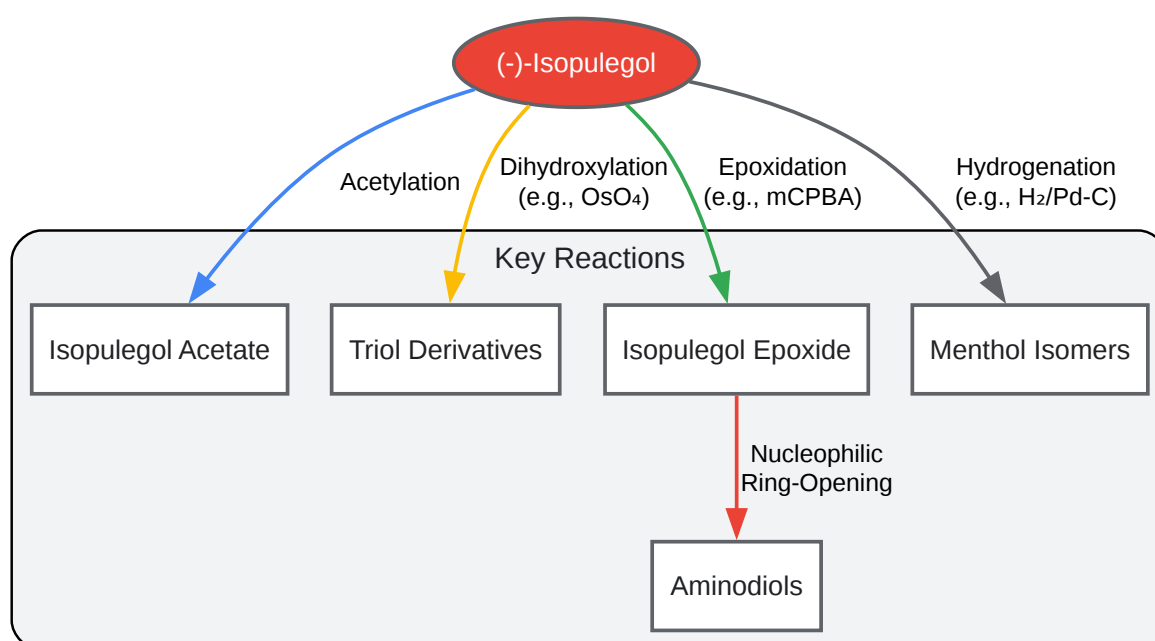 (-)-Isopulegol
Acetylation
Dihydroxylation
(e.g., OsO₄)
Epoxidation
(e.g., mCPBA)
Hydrogenation
(e.g., H₂/Pd-C)
Key Reactions
Isopulegol Acetate
Triol Derivatives
Isopulegol Epoxide
Menthol Isomers
Nucleophilic
Ring-Opening
Aminodiols